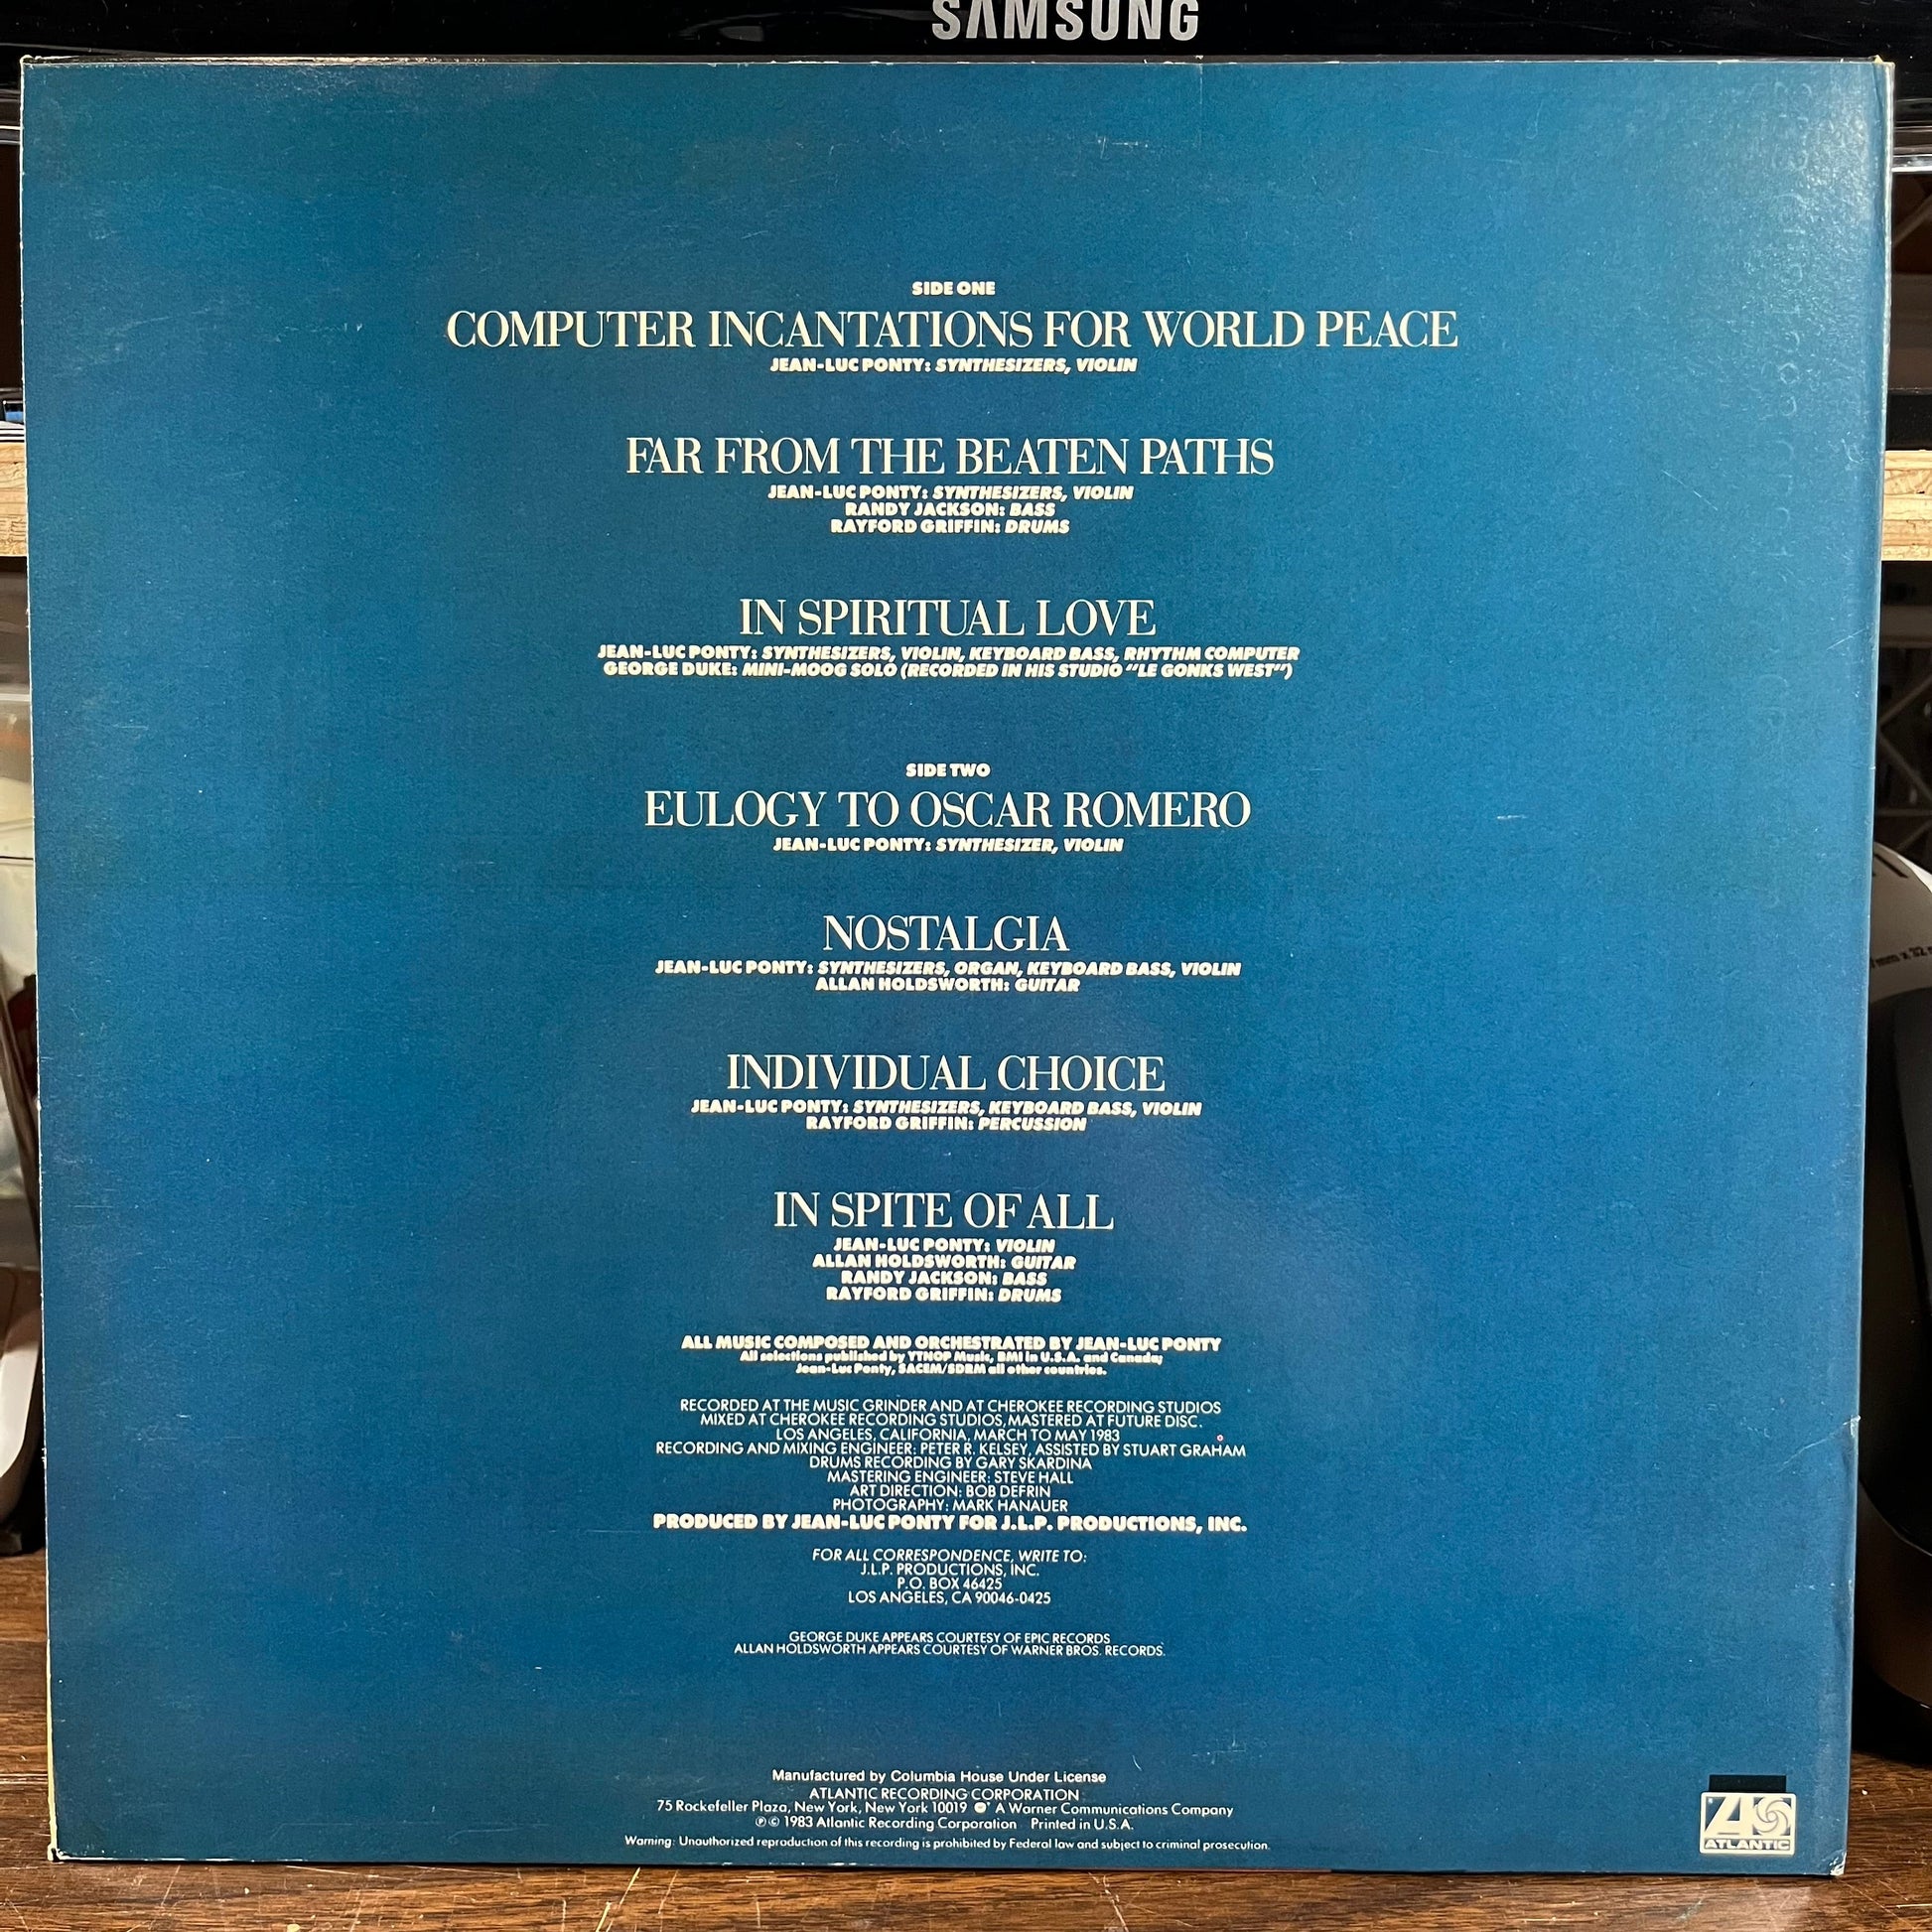 SAMSUNG
SIDE ONE
COMPUTER INCANTATIONS FOR WORLD PEACE
JEAN-LUC PONTY: SYNTHESIZERS, VIOLIN
FAR FROM THE BEATEN PATHS
JEAN-LUC PONTY: SYNTHESIZERS, VIOLIN
RANDY JACKSON: BASS
RAYFORD GRIFFIN: DRUMS
IN SPIRITUAL LOVE
JEAN-LUC PONTY: SYNTHESIZERS, VIOLIN, KEYBOARD BASS, RHYTHM COMPUTER
GEORGE DUKE: MINI-MOOG SOLO (RECORDED IN HIS STUDIO "LE GONKS WEST")
SIDE TWO
EULOGY TO OSCAR ROMERO
JEAN-LUC PONTY: SYNTHESIZER, VIOLIN
NOSTALGIA
JEAN-LUC PONTY: SYNTHESIZERS, ORGAN, KEYBOARD BASS, VIOLIN
ALLAN HOLDSWORTH: GUITAR
INDIVIDUAL CHOICE
JEAN-LUC PONTY: SYNTHESIZERS, KEYBOARD BASS, VIOLIN
RAYFORD GRIFFIN: PERCUSSION
IN SPITE OF ALL
JEAN-LUC PONTY: VIOLIN
ALLAN HOLDSWORTH: GUITAR
RANDY JACKSON: BASS
RAYFORD GRIFFIN: DRUMS
ALL MUSIC COMPOSED AND ORCHESTRATED BY JEAN-LUC PONTY
All selections published by YTNOP Music, BMI in U.S.A. and Canada;
Jean-Luc Ponty, SACEM/SDRM all other countries.
RECORDED AT THE MUSIC GRINDER AND AT CHEROKEE RECORDING STUDIOS
MIXED AT CHEROKEE RECORDING STUDIOS, MASTERED AT FUTURE DISC.
LOS ANGELES, CALIFORNIA, MARCH TO MAY 1983
RECORDING AND MIXING ENGINEER: PETER R. KELSEY, ASSISTED BY STUART GRAHAM
DRUMS RECORDING BY GARY SKARDINA
MASTERING ENGINEER: STEVE HALL
ART DIRECTION: BOB DEFRIN
PHOTOGRAPHY: MARK HANAUER
PRODUCED BY JEAN-LUC PONTY FOR J.L.P. PRODUCTIONS, INC.
FOR ALL CORRESPONDENCE, WRITE TO:
J.L.P. PRODUCTIONS, INC.
P.O. BOX 46425
LOS ANGELES, CA 90046-0425
GEORGE DUKE APPEARS COURTESY OF EPIC RECORDS
ALLAN HOLDSWORTH APPEARS COURTESY OF WARNER BROS. RECORDS.
Manufactured by Columbia House Under License
ATLANTIC RECORDING CORPORATION
75 Rockefeller Plaza, New York, New York 10019 A Warner Communications Company
℗© 1983 Atlantic Recording Corporation Printed in U.S.A.
Warning: Unauthorized reproduction of this recording is prohibited by Federal law and subject to criminal prosecution.
ATLANTIC